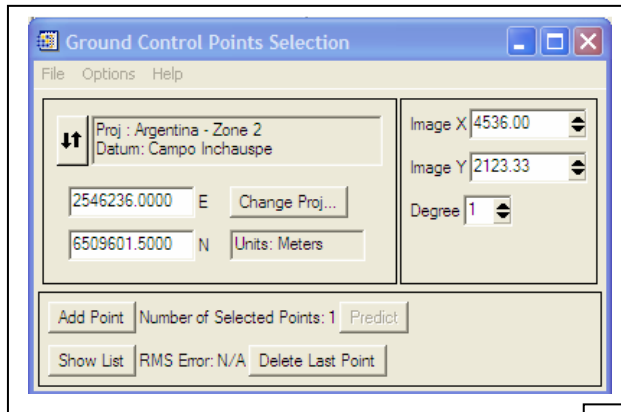 Ground Control Points Selection
File Options Help
Proj : Argentina - Zone 2
Datum: Campo Inchauspe
2546236.0000 E Change Proj...
6509601.5000 N Units: Meters
Image X 4536.00
Image Y 2123.33
Degree 1
Add Point Number of Selected Points: 1 Predict
Show List RMS Error: N/A Delete Last Point